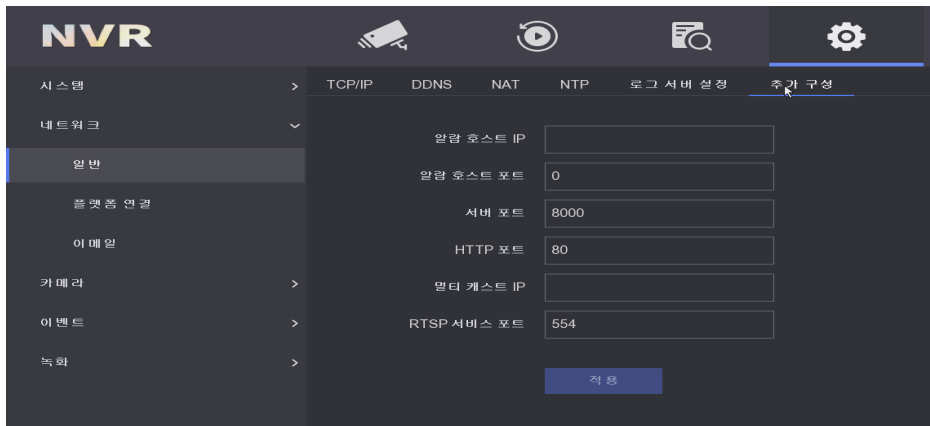 NVR
시스템
네트워크
일반
플랫폼 연결
이메일
카메라
이벤트
녹화
TCP/IP DDNS NAT NTP 로그 서버 설정 추가 구성
알람 호스트 IP
알람 호스트 포트 0
서버 포트 8000
HTTP 포트 80
멀티 캐스트 IP
RTSP 서비스 포트 554
적용